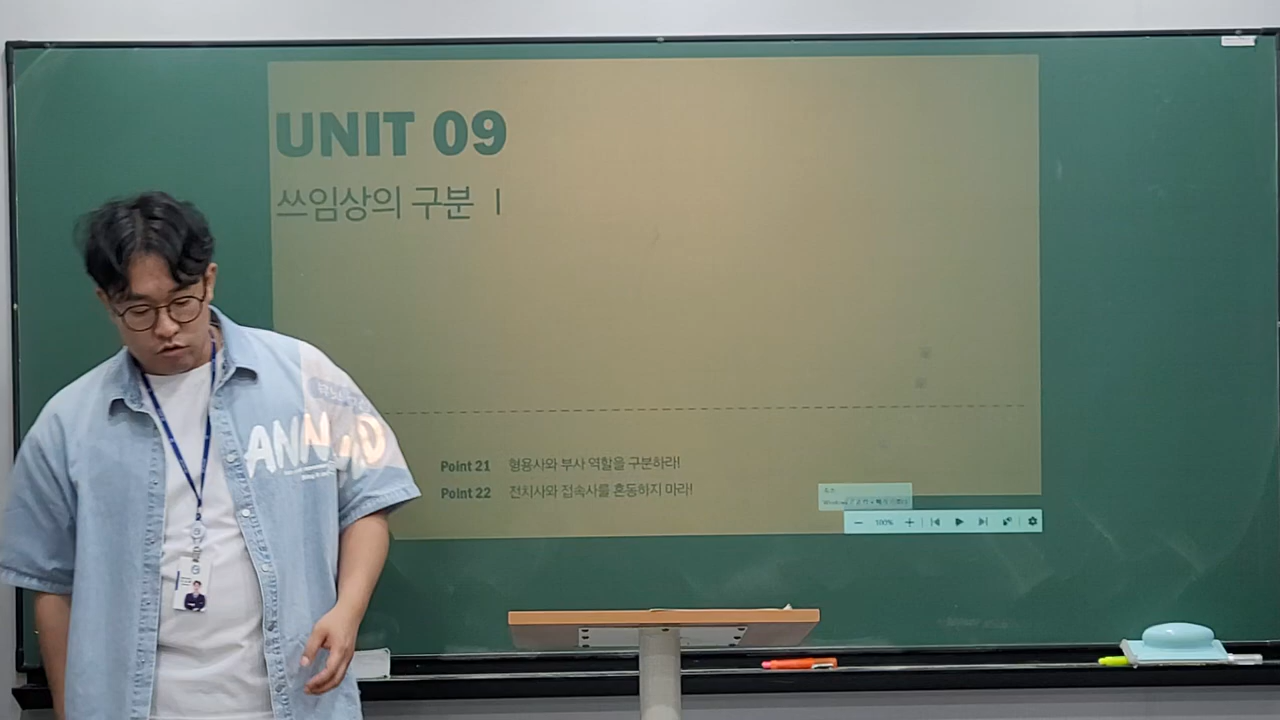 UNIT 09
쓰임상의 구분 Ⅰ
Point 21 형용사와 부사 역할을 구분하라!
Point 22 전치사와 접속사를 혼동하지 마라!
100%